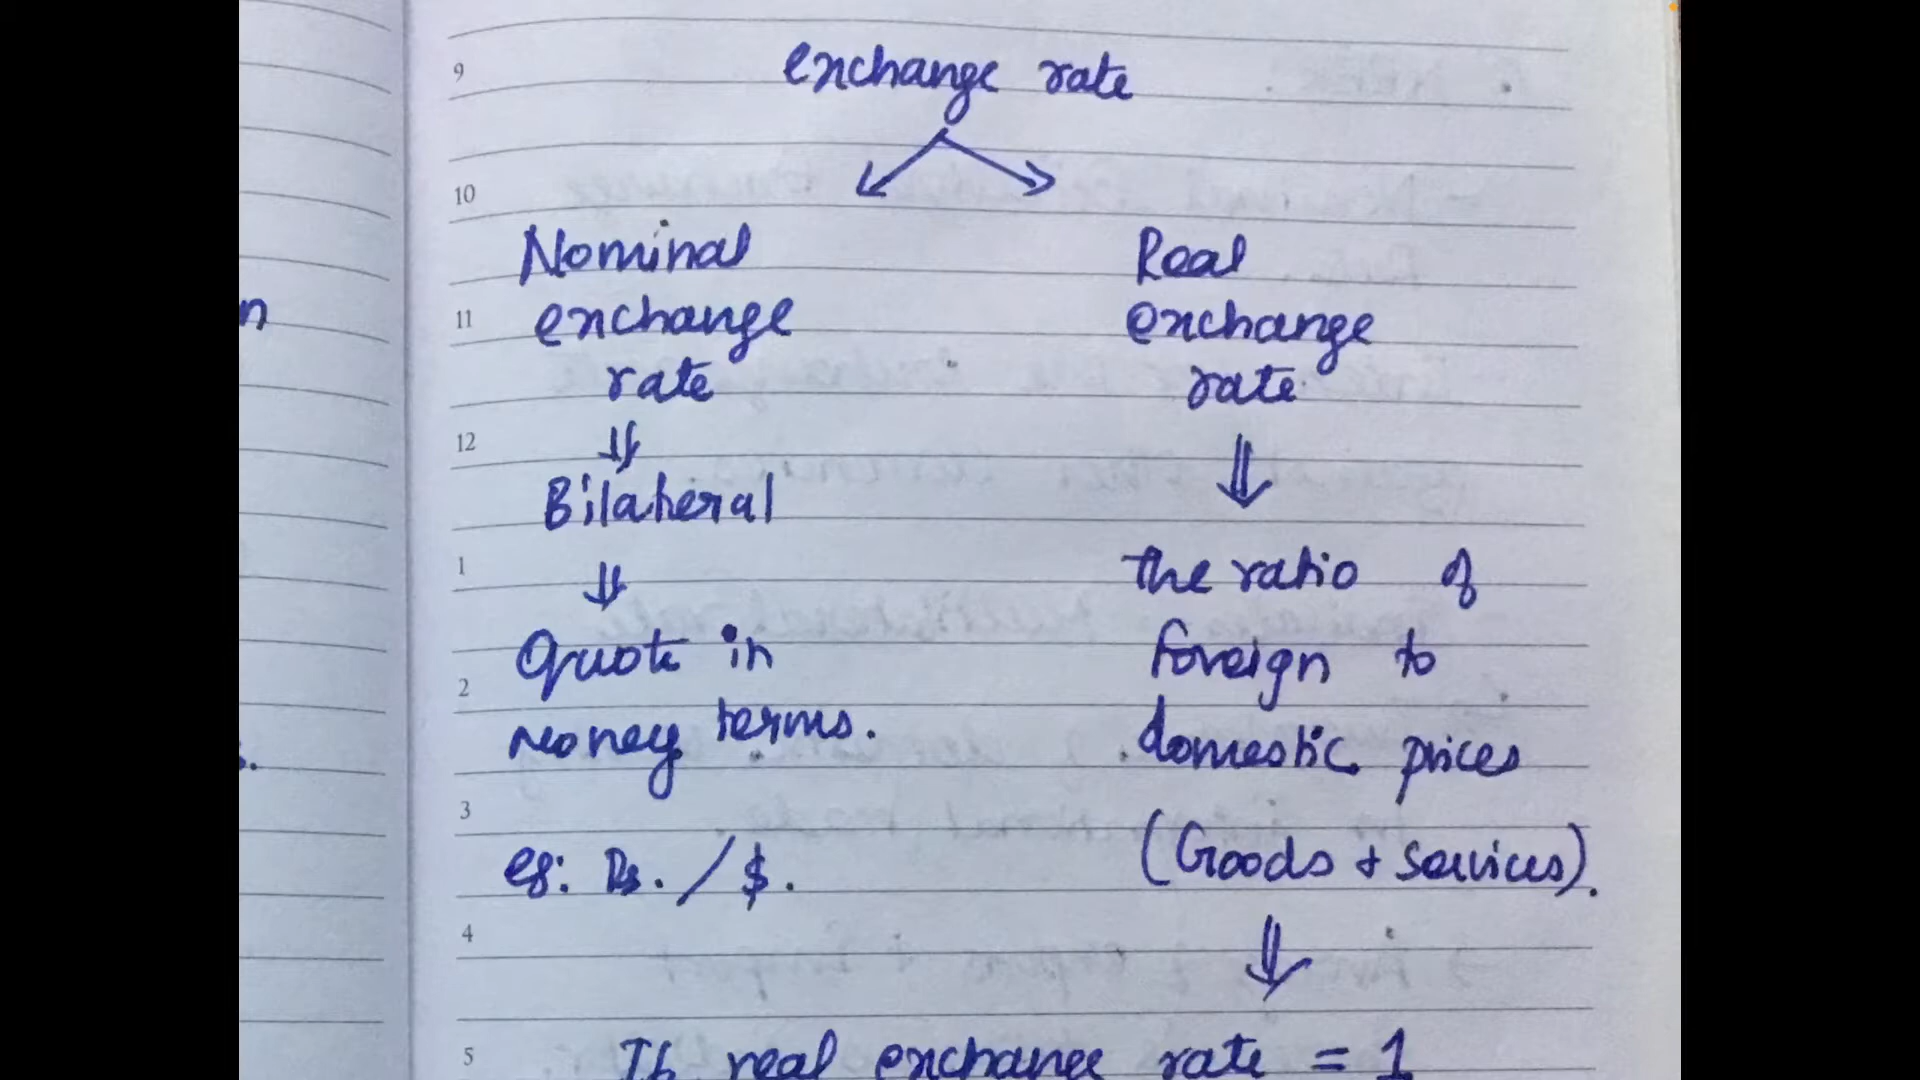 exchange rate
Nominal
exchange
rate
Bilateral
Quote in
money terms.
eg: Rs. / $.
Real
exchange
rate
the ratio of
foreign to
domestic prices
(Goods + services).
If real exchange rate = 1
9
10
11
12
1
2
3
4
5
n
s.